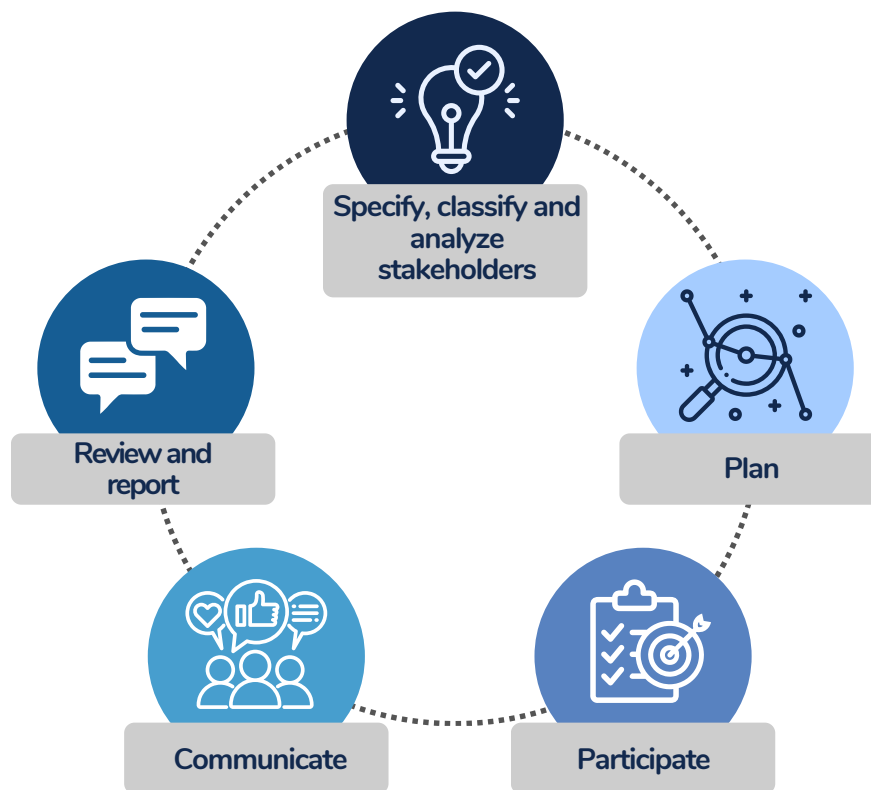 Specify, classify and
analyze
stakeholders
Plan
Participate
Communicate
Review and
report